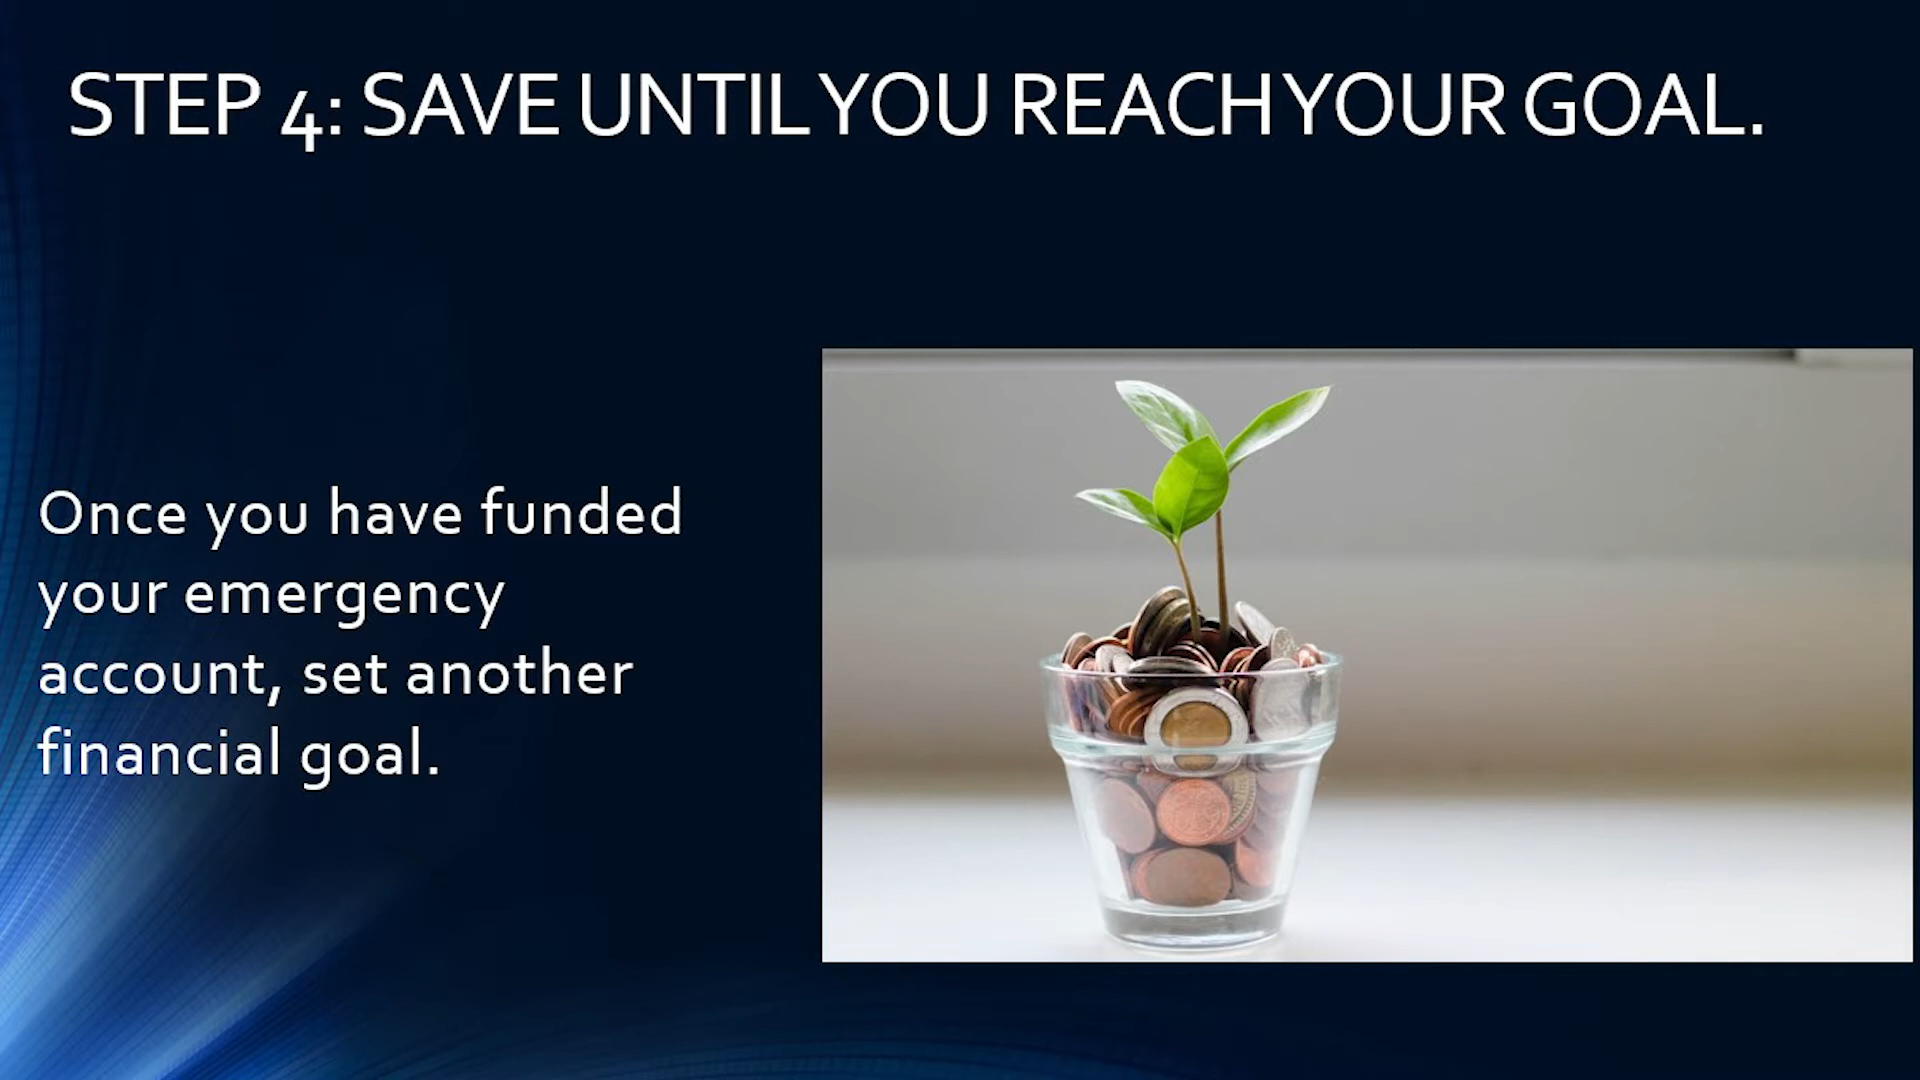 STEP 4: SAVE UNTIL YOU REACH YOUR GOAL.
Once you have funded
your emergency
account, set another
financial goal.